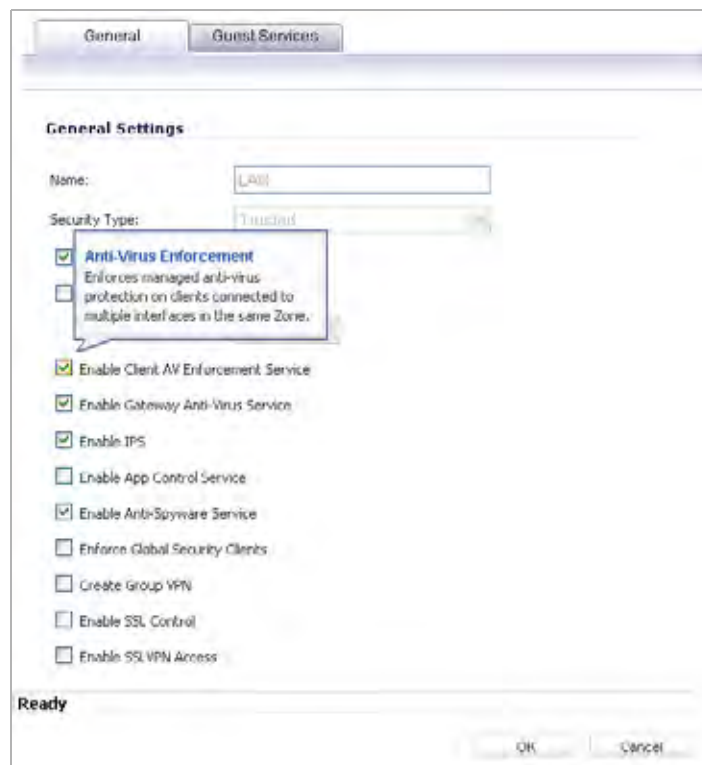 General
Guest Services
General Settings
Name:
LAN
Security Type:
Trusted
Anti-Virus Enforcement
Enforces managed anti-virus
protection on clients connected to
multiple interfaces in the same Zone.
Enable Client AV Enforcement Service
Enable Gateway Anti-Virus Service
Enable IPS
Enable App Control Service
Enable Anti-Spyware Service
Enforce Global Security Clients
Create Group VPN
Enable SSL Control
Enable SSLVPN Access
Ready
OK
Cancel